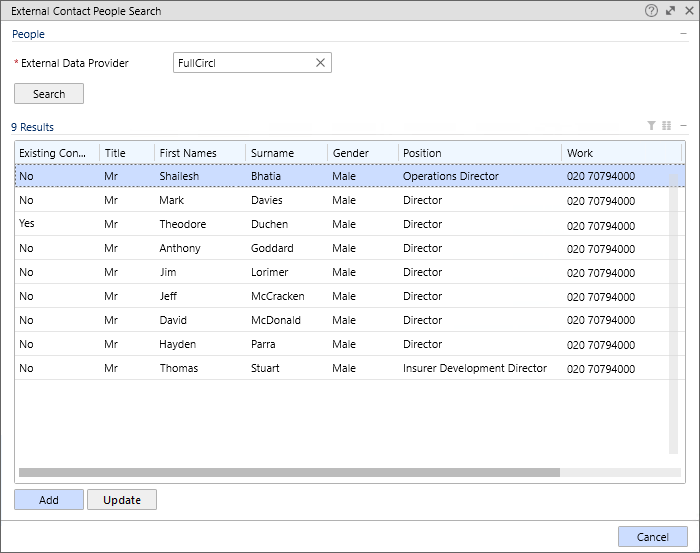 External Contact People Search
People
* External Data Provider FullCircl
Search
9 Results
Existing Con... Title First Names Surname Gender Position Work
No Mr Shailesh Bhatia Male Operations Director 020 70794000
No Mr Mark Davies Male Director 020 70794000
Yes Mr Theodore Duchen Male Director 020 70794000
No Mr Anthony Goddard Male Director 020 70794000
No Mr Jim Lorimer Male Director 020 70794000
No Mr Jeff McCracken Male Director 020 70794000
No Mr David McDonald Male Director 020 70794000
No Mr Hayden Parra Male Director 020 70794000
No Mr Thomas Stuart Male Insurer Development Director 020 70794000
Add Update
Cancel